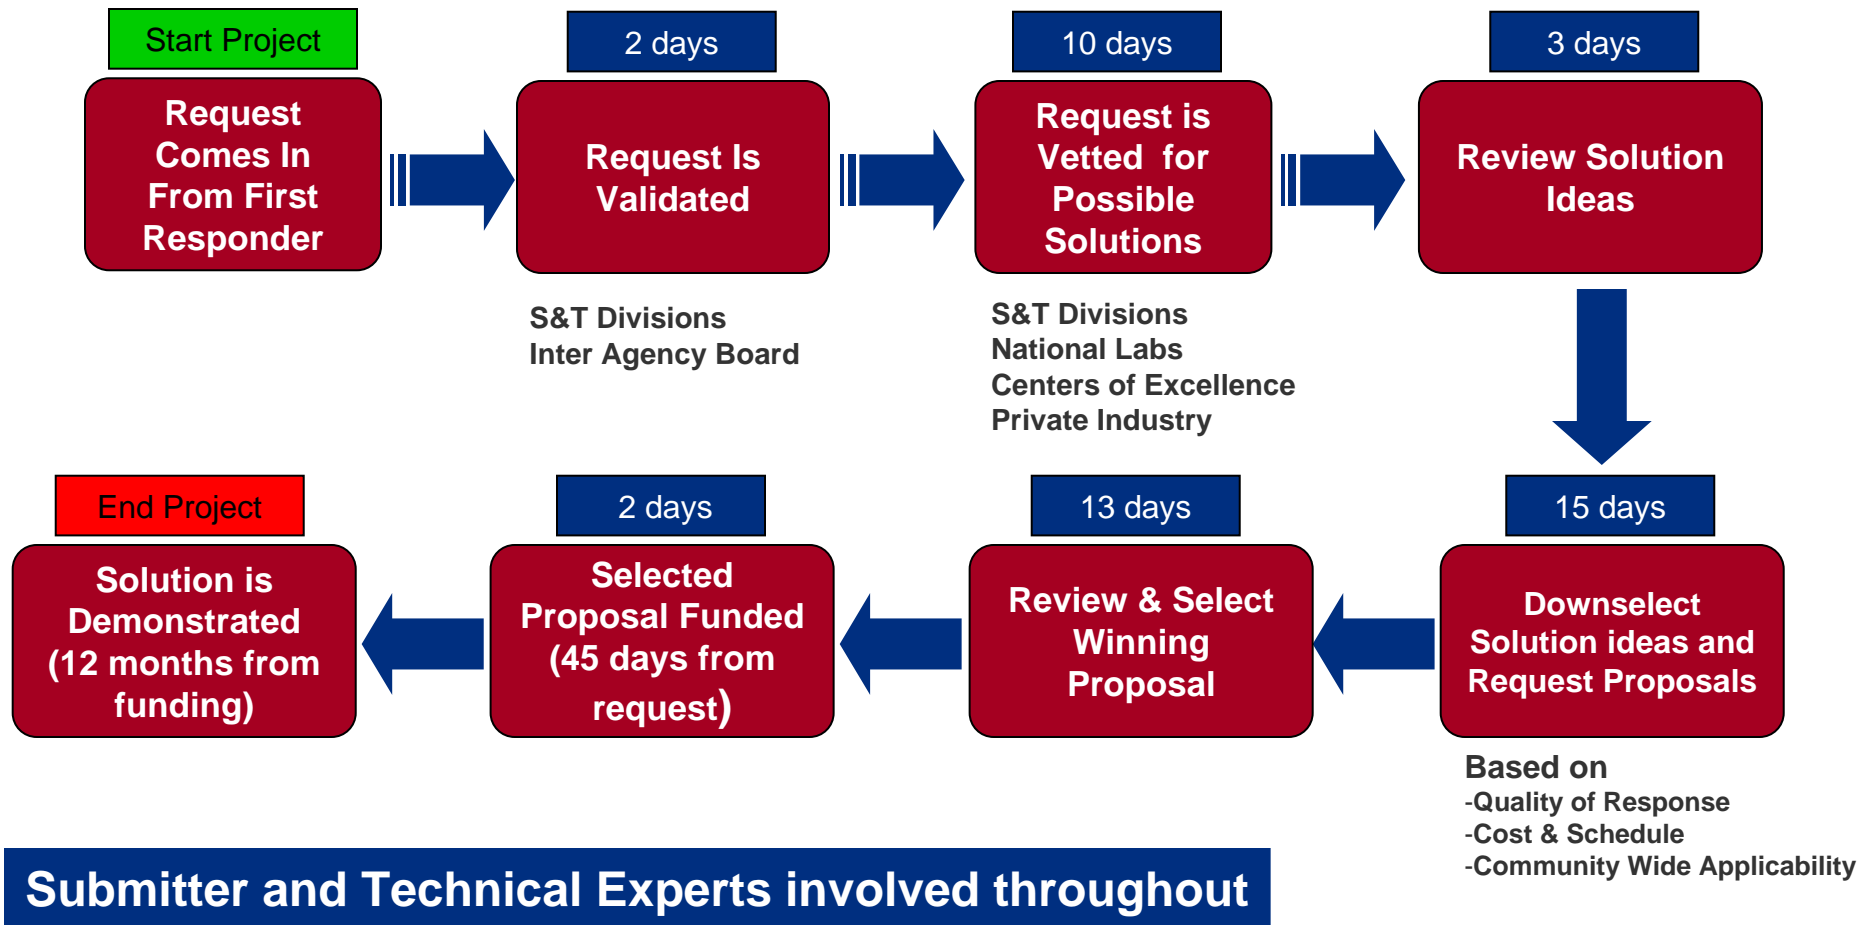 Start Project
Request
Comes In
From First
Responder
2 days
Request Is
Validated
S&T Divisions
Inter Agency Board
10 days
Request is
Vetted for
Possible
Solutions
S&T Divisions
National Labs
Centers of Excellence
Private Industry
3 days
Review Solution
Ideas
15 days
Downselect
Solution ideas and
Request Proposals
Based on
-Quality of Response
-Cost & Schedule
-Community Wide Applicability
13 days
Review & Select
Winning
Proposal
2 days
Selected
Proposal Funded
(45 days from
request)
End Project
Solution is
Demonstrated
(12 months from
funding)
Submitter and Technical Experts involved throughout